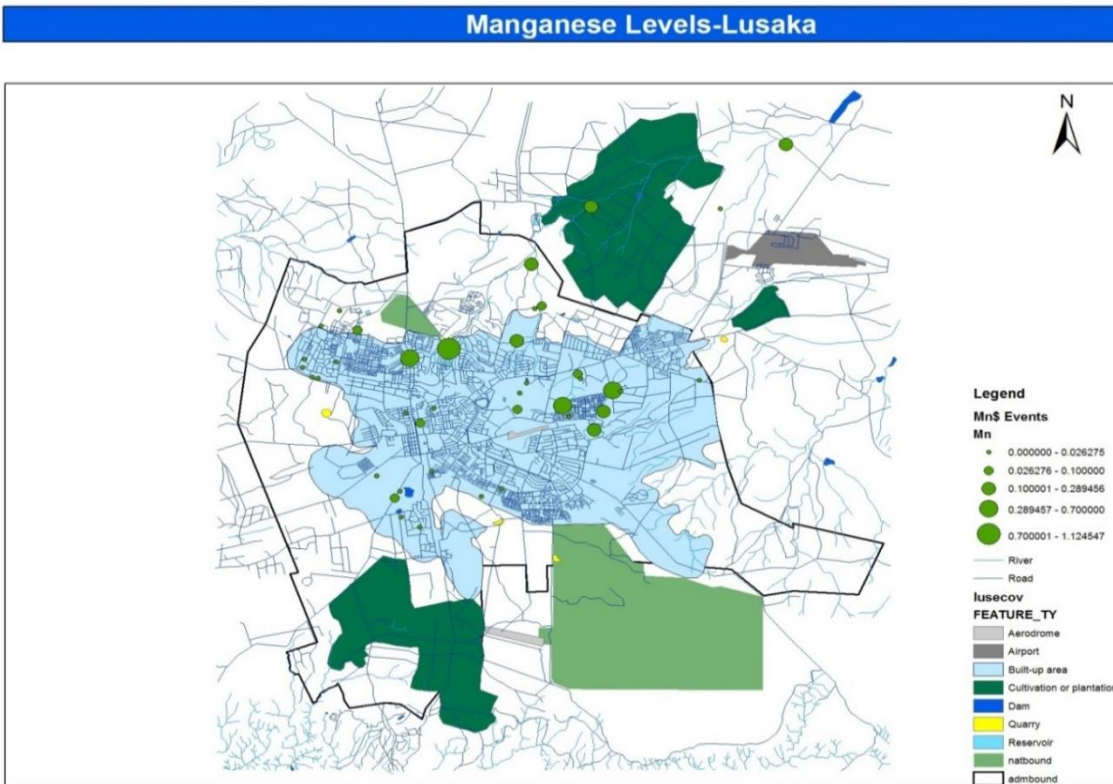 Manganese Levels-Lusaka
N
Legend
Mn$ Events
Mn
0.000000 - 0.026275
0.026276 - 0.100000
0.100001 - 0.289456
0.289457 - 0.700000
0.700001 - 1.124547
River
Road
lusecov
FEATURE_TY
Aerodrome
Airport
Built-up area
Cultivation or plantation
Dam
Quarry
Reservoir
natbound
admbound